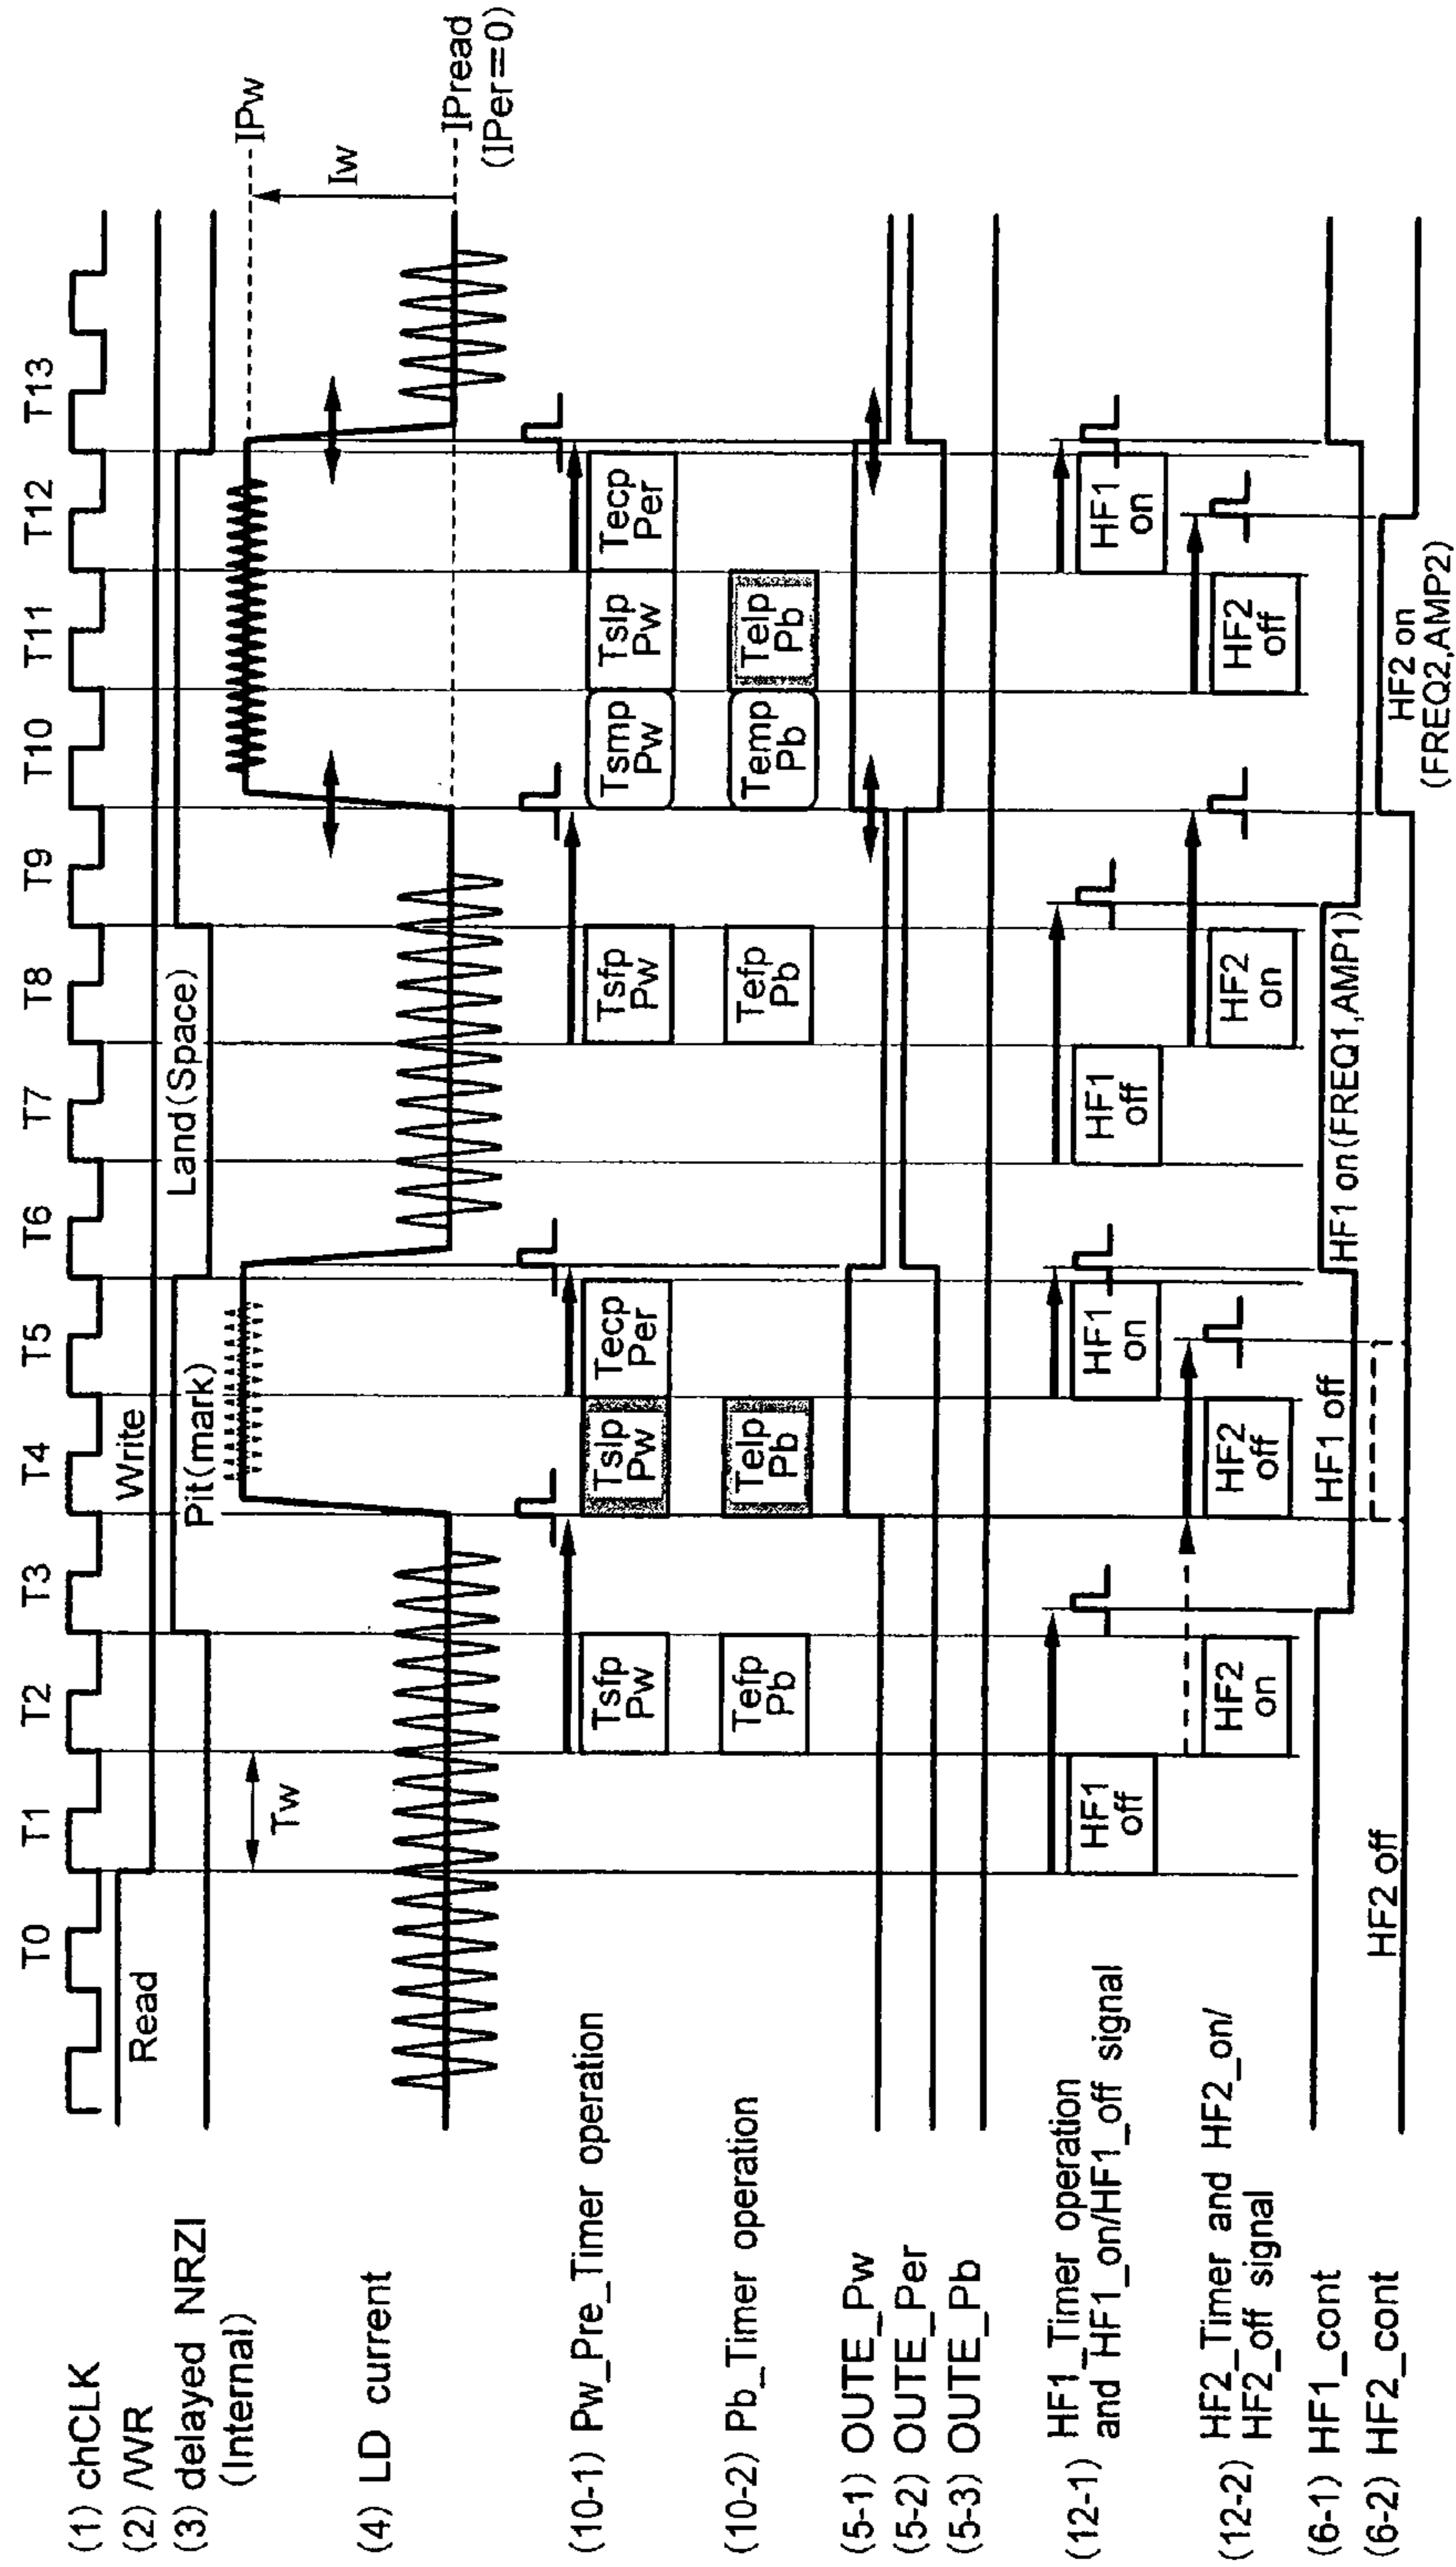 T0 T1 T2 T3 T4 T5 T6 T7 T8 T9 T10 T11 T12 T13
(1) chCLK
(2) /WR
Read
Write
(3) delayed NRZI
(Internal)
Pit(mark)
Land(Space)
Tw
IPw
Iw
IPread
(IPer=0)
(4) LD current
(10-1) Pw_Pre_Timer operation
Tsfp
Pw
Tslp
Pw
Tecp
Per
Tsfp
Pw
Tsmp
Pw
Tslp
Pw
Tecp
Per
(10-2) Pb_Timer operation
Tefp
Pb
Telp
Pb
Tefp
Pb
Temp
Pb
Telp
Pb
(5-1) OUTE_Pw
(5-2) OUTE_Per
(5-3) OUTE_Pb
(12-1) HF1_Timer operation
and HF1_on/HF1_off signal
HF1
off
HF1
on
HF1
off
HF1
on
(12-2) HF2_Timer and HF2_on/
HF2_off signal
HF2
on
HF2
off
HF2
on
HF2
off
(6-1) HF1_cont
HF1 off
HF1 on(FREQ1,AMP1)
(6-2) HF2_cont
HF2 off
HF2 on
(FREQ2,AMP2)